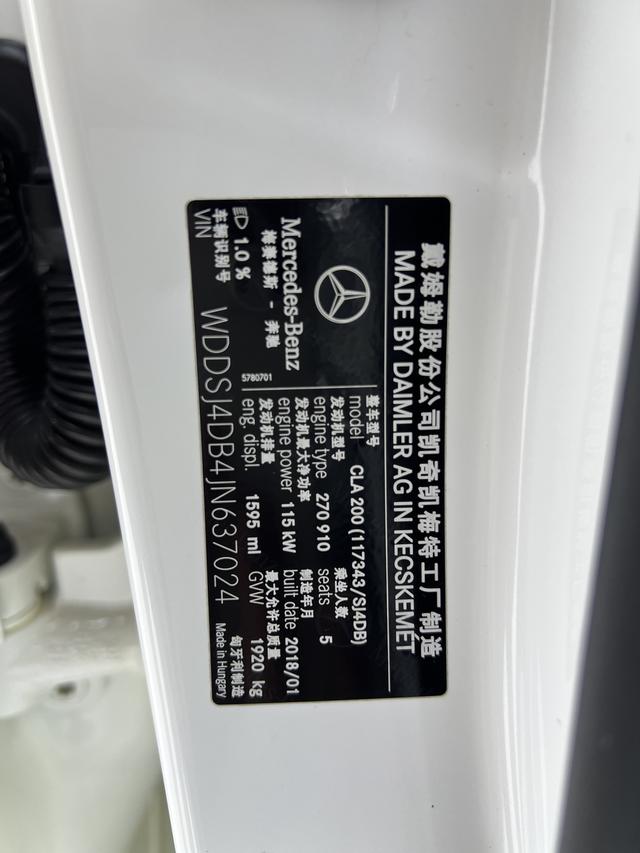 戴姆勒股份公司凯奇凯梅特工厂制造
MADE BY DAIMLER AG IN KECSKEMÉT
Mercedes-Benz
梅赛德斯 - 奔驰
1.0 %
5780701
整车型号
model CLA 200 (117343/SJ4DB)
发动机型号 乘坐人数
engine type 270 910 seats 5
发动机最大净功率 制造年月
engine power 115 kW built date 2018/01
发动机排量 最大允许总质量
eng. displ. 1595 ml GVW 1920 kg
车辆识别号 匈牙利制造
VIN WDDSJ4DB4JN637024 Made in Hungary